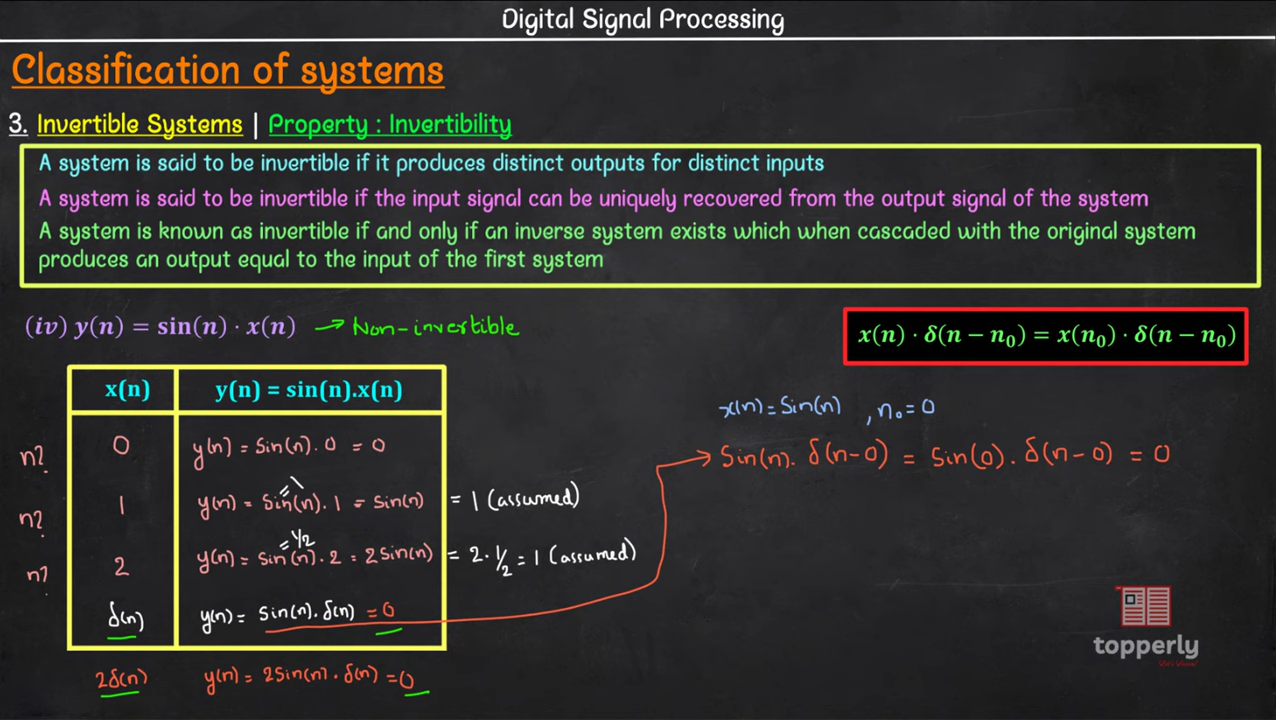 Digital Signal Processing
Classification of systems
3. Invertible Systems | Property : Invertibility
A system is said to be invertible if it produces distinct outputs for distinct inputs
A system is said to be invertible if the input signal can be uniquely recovered from the output signal of the system
A system is known as invertible if and only if an inverse system exists which when cascaded with the original system
produces an output equal to the input of the first system
(iv) y(n) = sin(n) · x(n) → Non-invertible
x(n) · δ(n − n₀) = x(n₀) · δ(n − n₀)
x(n) y(n) = sin(n).x(n)
x(n) = Sin(n) , n₀ = 0
n? 0 y(n) = Sin(n) . 0 = 0
→ Sin(n) . δ(n-0) = Sin(0) . δ(n-0) = 0
= 1
n? 1 y(n) = Sin(n) . 1 = Sin(n) = 1 (assumed)
= 1/2
n? 2 y(n) = Sin(n) . 2 = 2Sin(n) = 2 . 1/2 = 1 (assumed)
δ(n) y(n) = Sin(n) . δ(n) = 0
2δ(n) y(n) = 2Sin(n) . δ(n) = 0
topperly